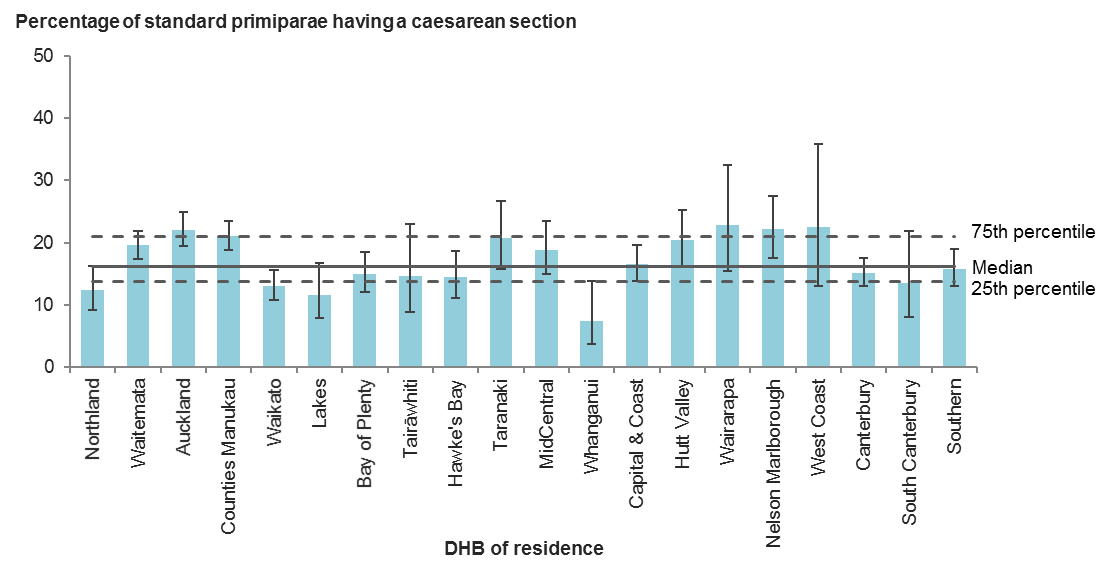 Percentage of standard primiparae having a caesarean section
50
40
30
20
10
0
75th percentile
Median
25th percentile
Northland
Waitemata
Auckland
Counties Manukau
Waikato
Lakes
Bay of Plenty
Tairāwhiti
Hawke's Bay
Taranaki
MidCentral
Whanganui
Capital & Coast
Hutt Valley
Wairarapa
Nelson Marlborough
West Coast
Canterbury
South Canterbury
Southern
DHB of residence